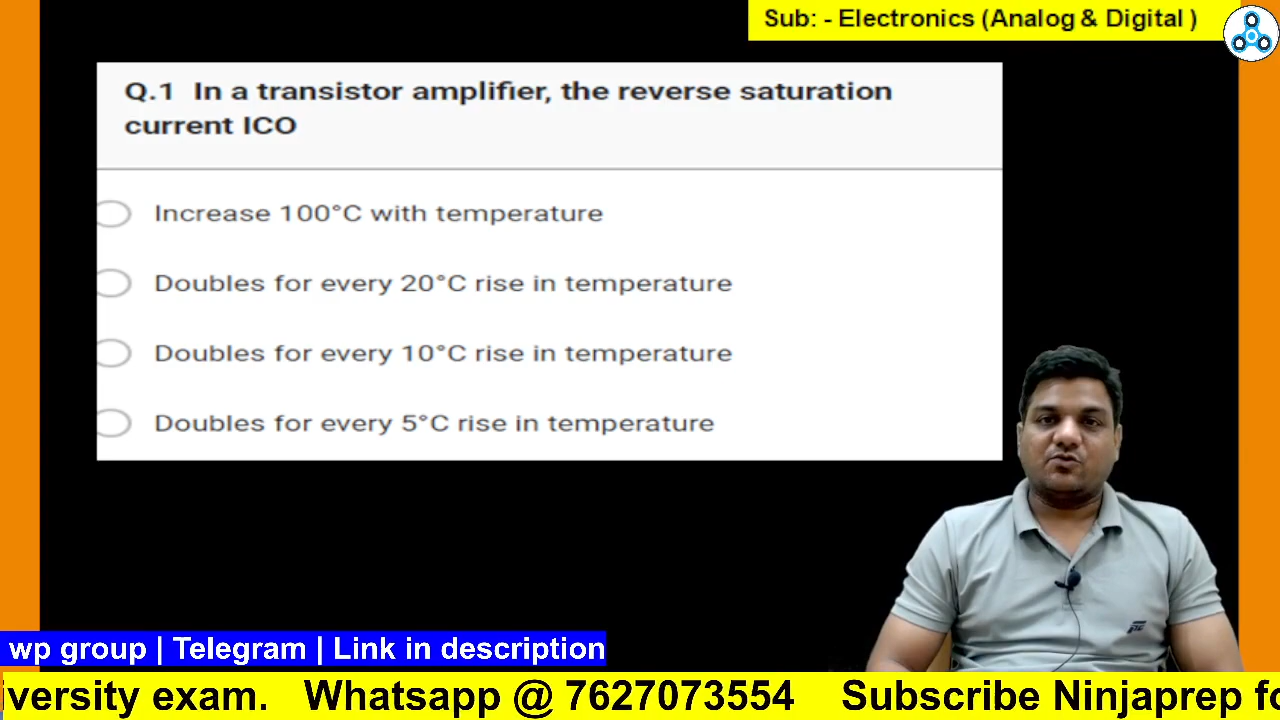 Sub: - Electronics (Analog & Digital )
Q.1 In a transistor amplifier, the reverse saturation
current ICO
Increase 100°C with temperature
Doubles for every 20°C rise in temperature
Doubles for every 10°C rise in temperature
Doubles for every 5°C rise in temperature
wp group | Telegram | Link in description
iversity exam. Whatsapp @ 7627073554 Subscribe Ninjaprep fo